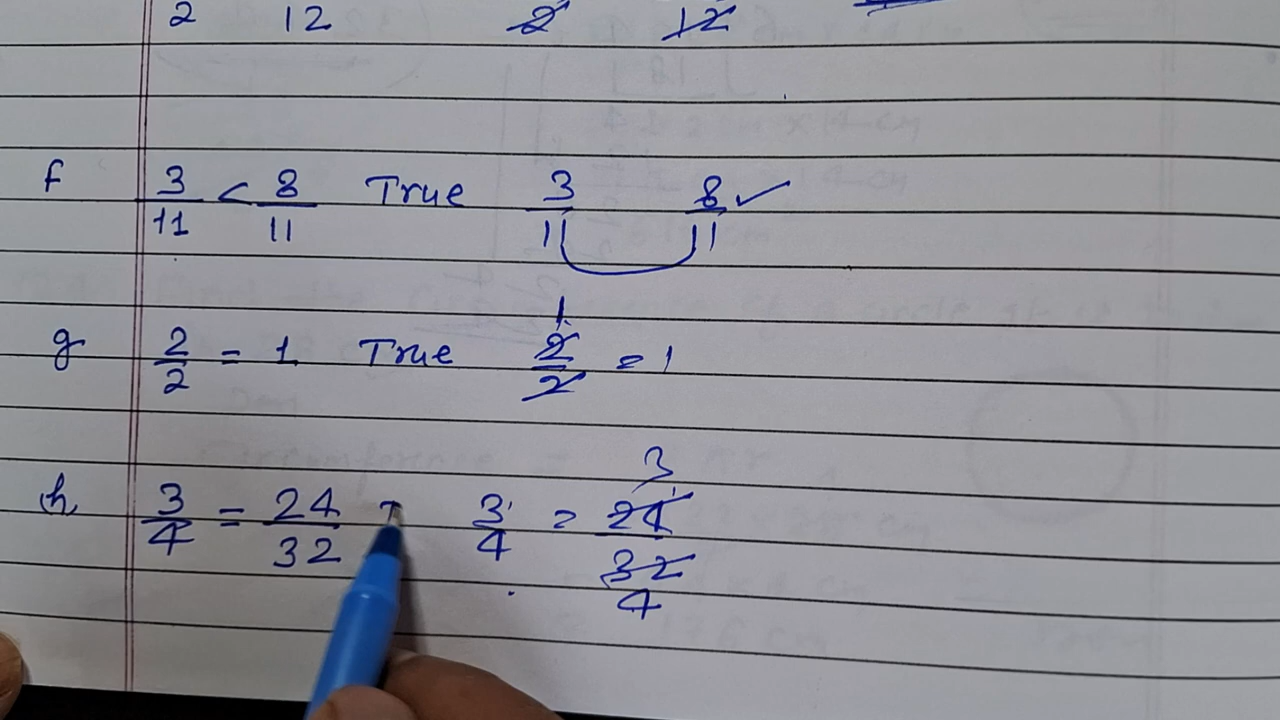 2 12 2 12
f 3/11 < 8/11 True 3/11 8/11 ✓
1
g 2/2 = 1 True 2/2 = 1
3
h 3/4 = 24/32 3/4 = 24/32
4